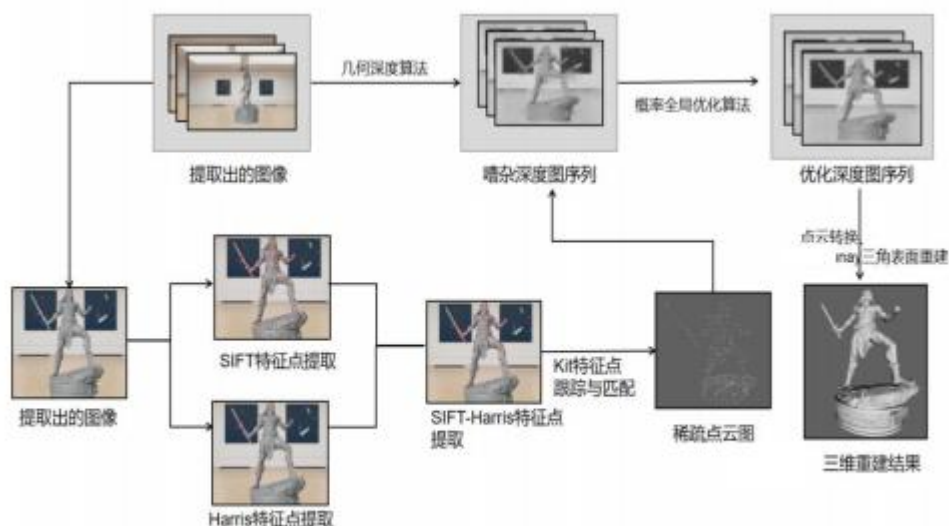 几何深度算法
概率全局优化算法
提取出的图像
嘈杂深度图序列
优化深度图序列
点云转换
三角表面重建
SIFT特征点提取
Klt特征点
跟踪与匹配
提取出的图像
SIFT-Harris特征点
提取
稀疏点云图
三维重建结果
Harris特征点提取